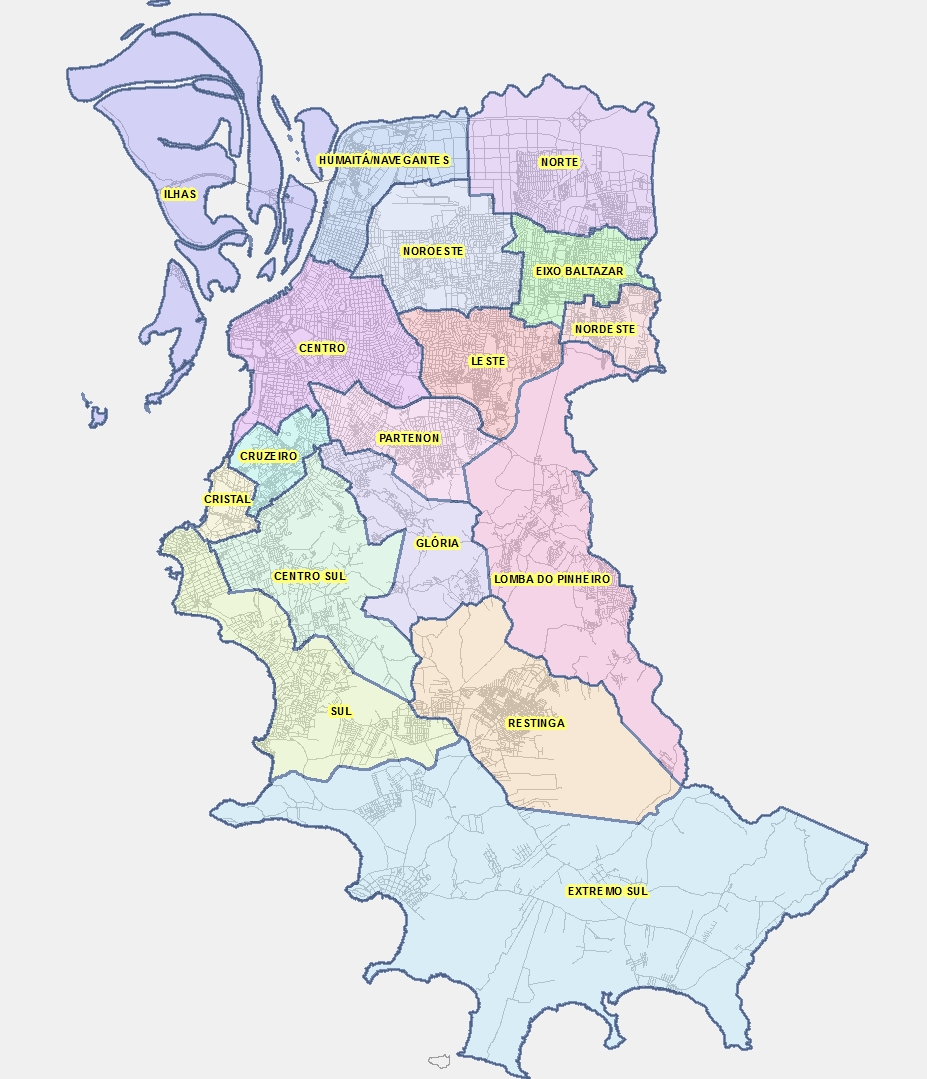 HUMAITÁ/NAVEGANTES
NORTE
ILHAS
NOROESTE
EIXO BALTAZAR
NORDESTE
CENTRO
LESTE
PARTENON
CRUZEIRO
CRISTAL
GLÓRIA
CENTRO SUL
LOMBA DO PINHEIRO
SUL
RESTINGA
EXTREMO SUL